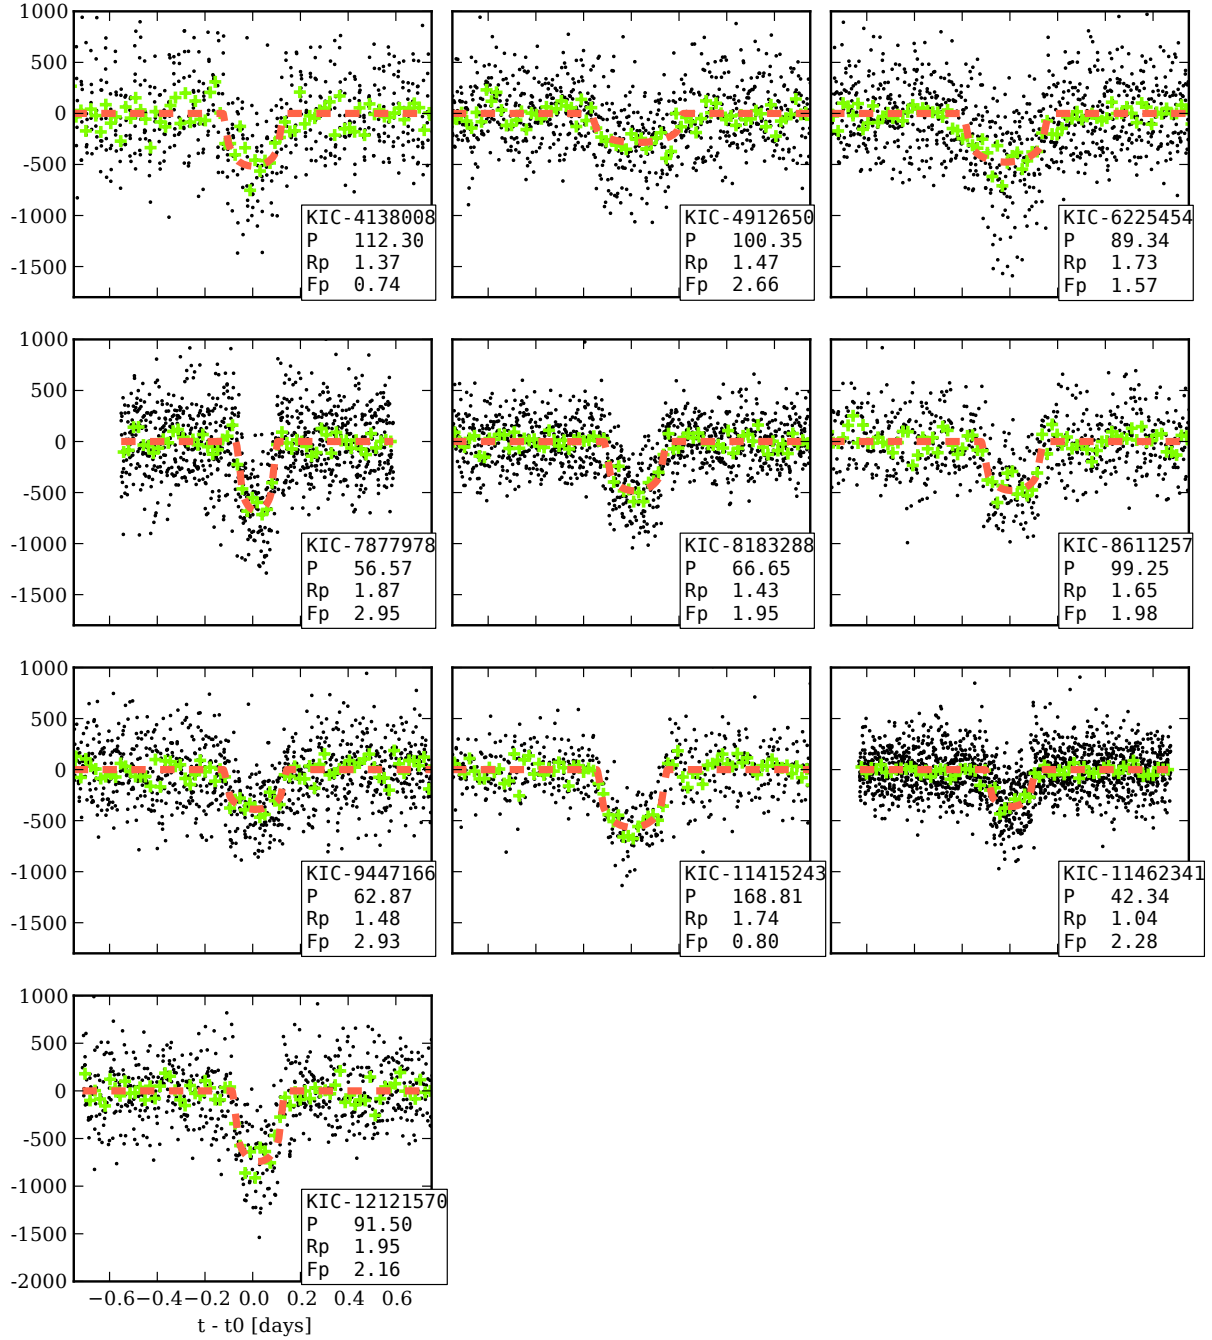 1000
500
0
-500
-1000
-1500
KIC-4138008
P 112.30
Rp 1.37
Fp 0.74
KIC-4912650
P 100.35
Rp 1.47
Fp 2.66
KIC-6225454
P 89.34
Rp 1.73
Fp 1.57
1000
500
0
-500
-1000
-1500
KIC-7877978
P 56.57
Rp 1.87
Fp 2.95
KIC-8183288
P 66.65
Rp 1.43
Fp 1.95
KIC-8611257
P 99.25
Rp 1.65
Fp 1.98
1000
500
0
-500
-1000
-1500
KIC-9447166
P 62.87
Rp 1.48
Fp 2.93
KIC-11415243
P 168.81
Rp 1.74
Fp 0.80
KIC-11462341
P 42.34
Rp 1.04
Fp 2.28
1000
500
0
-500
-1000
-1500
-2000
KIC-12121570
P 91.50
Rp 1.95
Fp 2.16
−0.6 −0.4 −0.2 0.0 0.2 0.4 0.6
t - t0 [days]